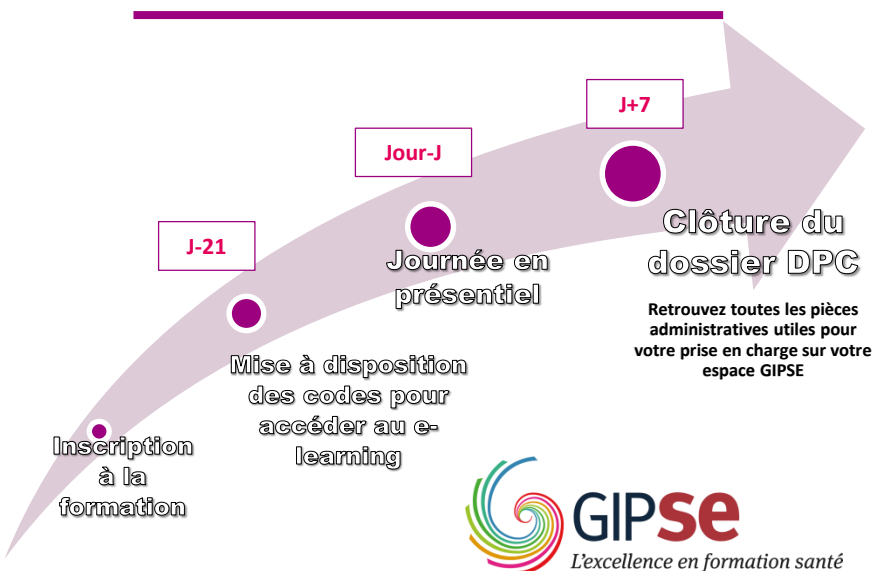 J+7
Jour-J
J-21
Clôture du
dossier DPC
Journée en
présentiel
Retrouvez toutes les pièces
administratives utiles pour
votre prise en charge sur votre
espace GIPSE
Mise à disposition
des codes pour
accéder au e-
learning
Inscription
à la
formation
GIPSe
L'excellence en formation santé